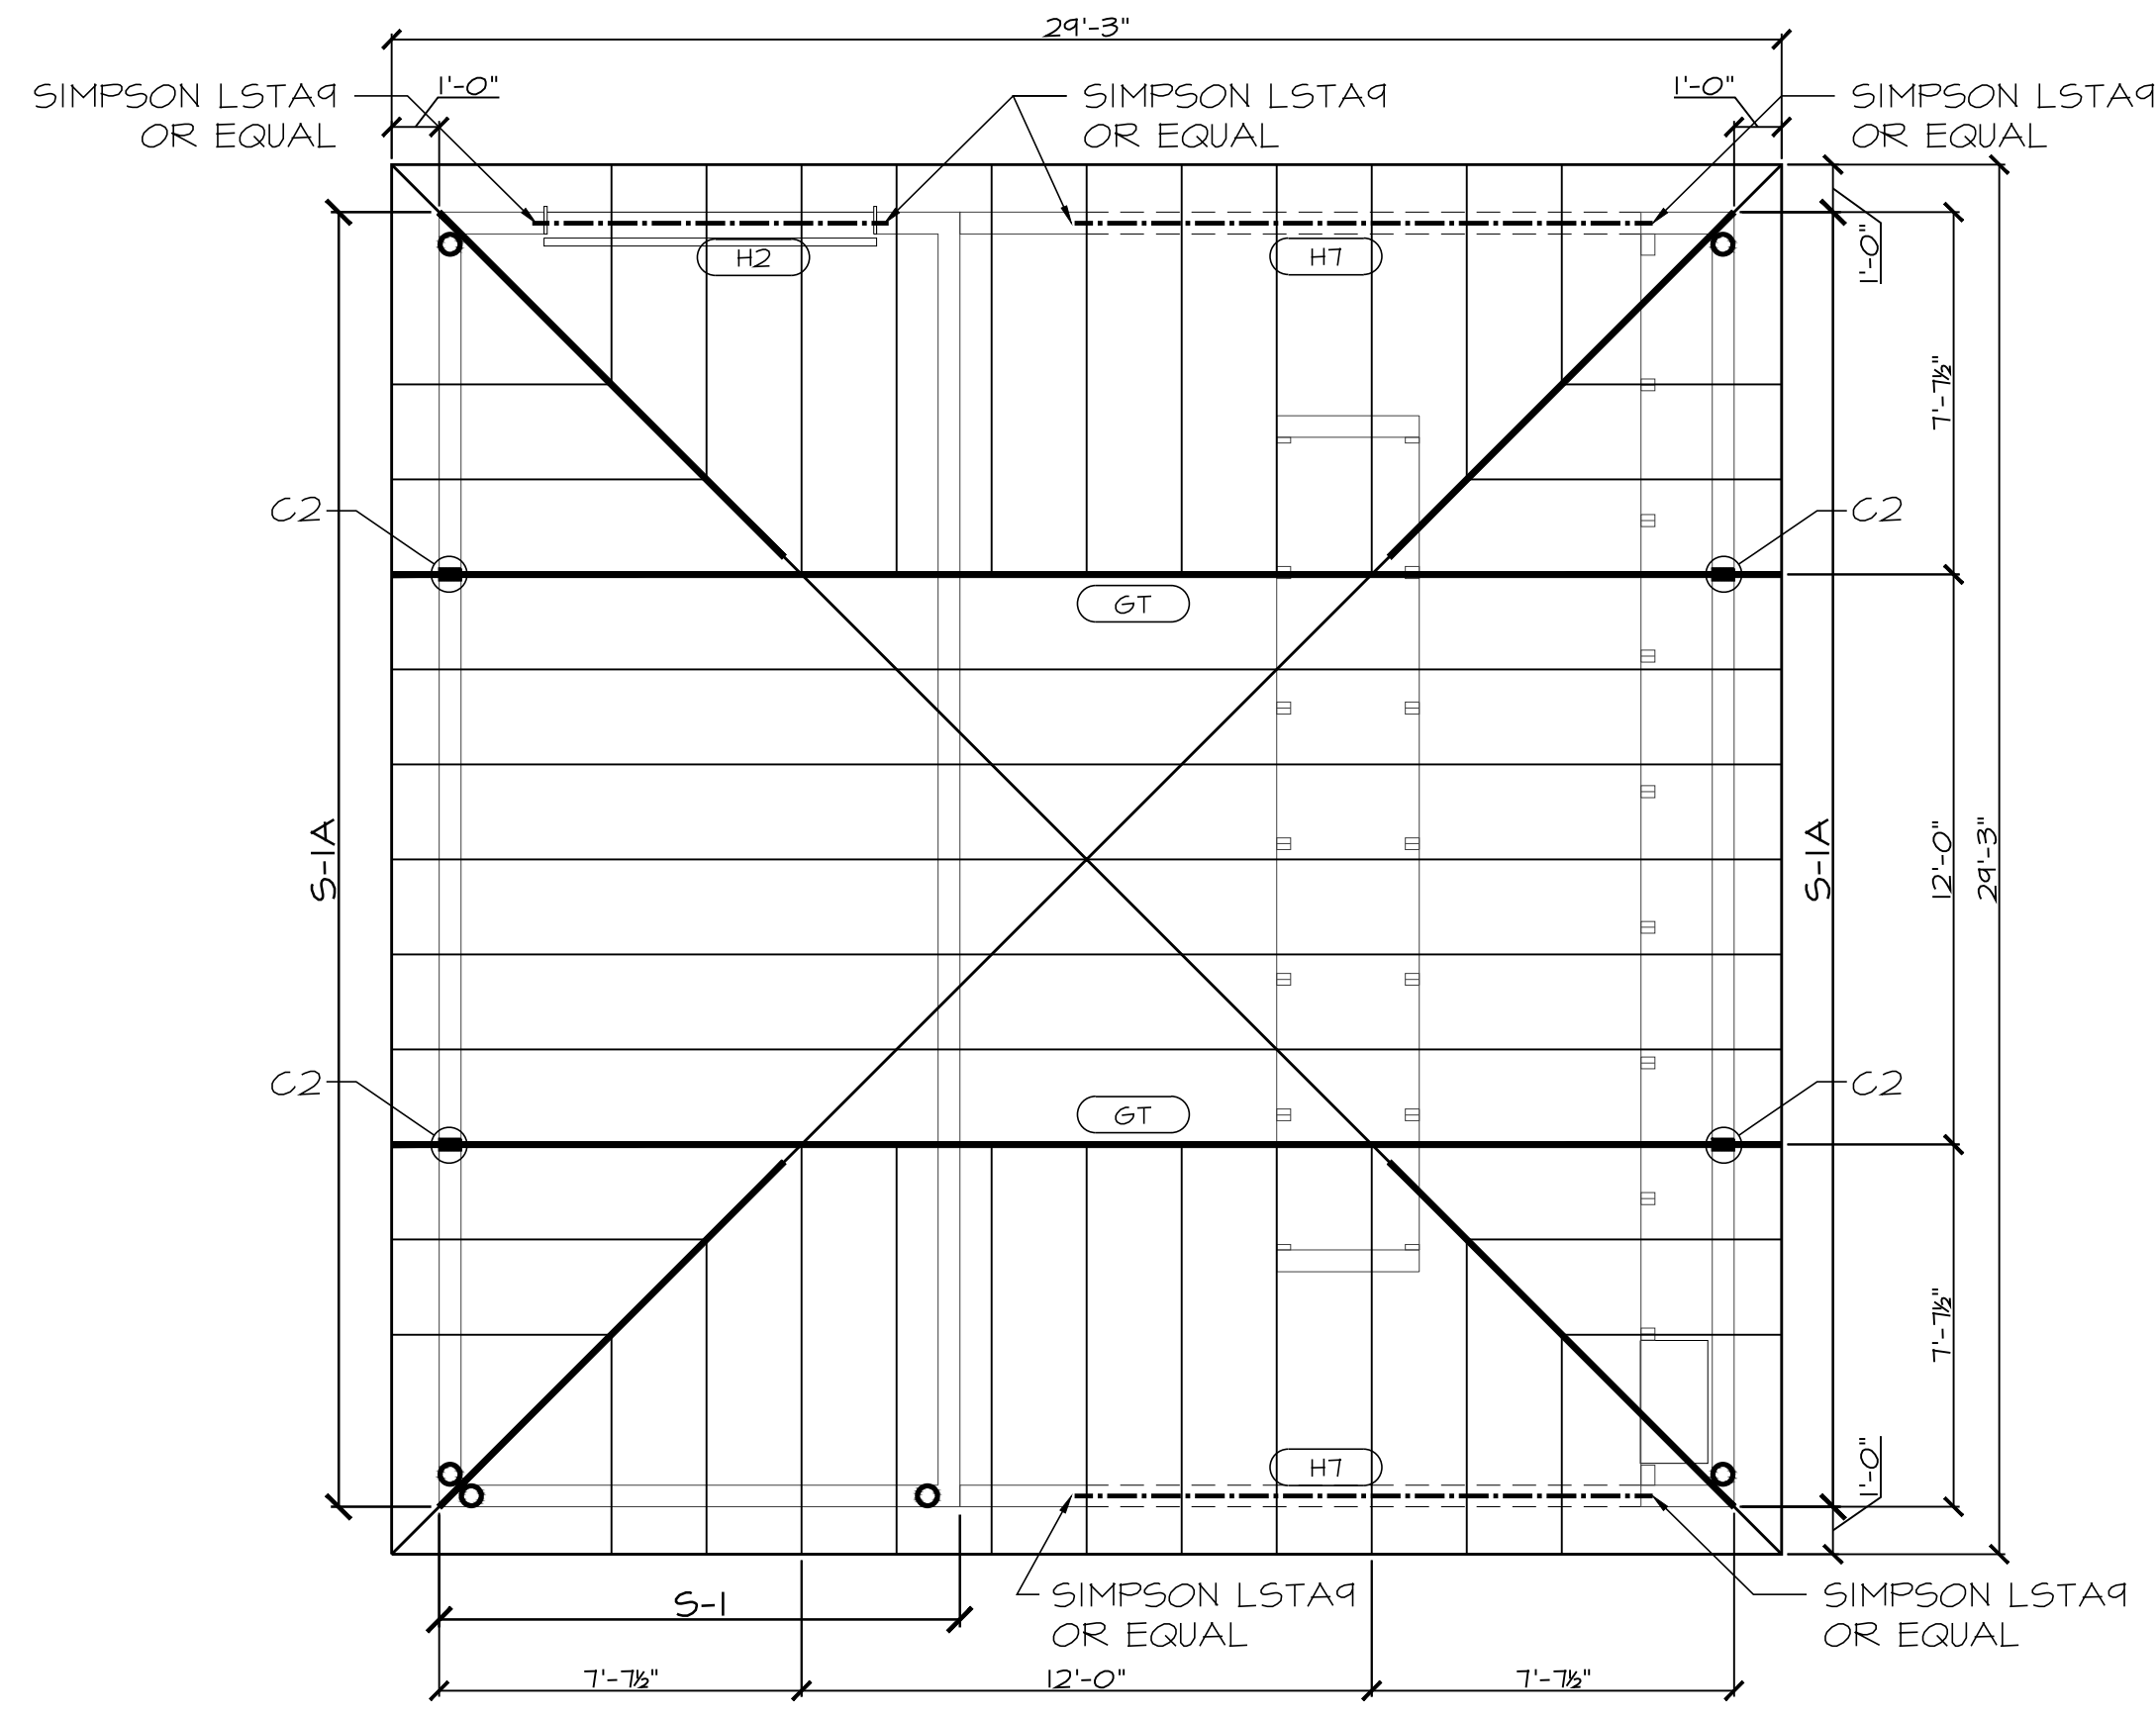 29'-3"
SIMPSON LSTA9
OR EQUAL
1'-0"
SIMPSON LSTA9
OR EQUAL
1'-0"
SIMPSON LSTA9
OR EQUAL
H2
H7
1'-0"
7'-7½"
C2
C2
GT
S-1A
S-1A
12'-0"
29'-3"
C2
C2
GT
7'-7½"
H7
1'-0"
S-1
SIMPSON LSTA9
OR EQUAL
SIMPSON LSTA9
OR EQUAL
7'-7½"
12'-0"
7'-7½"